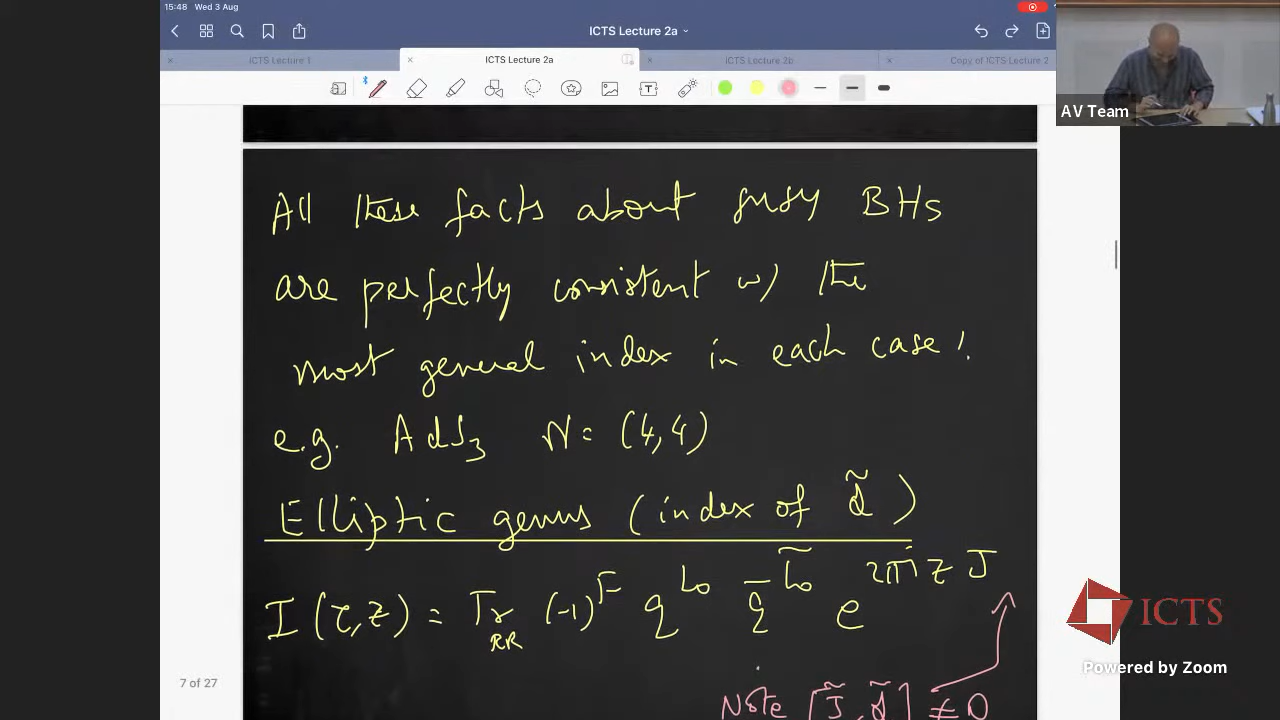 15:48 Wed 3 Aug
ICTS Lecture 2a
ICTS Lecture 1
ICTS Lecture 2a
ICTS Lecture 2b
Copy of ICTS Lecture 2
AV Team
All these facts about susy BHs
are perfectly consistent w/ the
most general index in each case!
e.g. AdS₃ N = (4,4)
Elliptic genus (index of Q̃)
I(τ,z) = Tr_RR (-1)^F q^L₀ q̄^L̃₀ e^{2πi z J}
Note [J̃, Q̃] ≠ 0
7 of 27
ICTS
Powered by Zoom